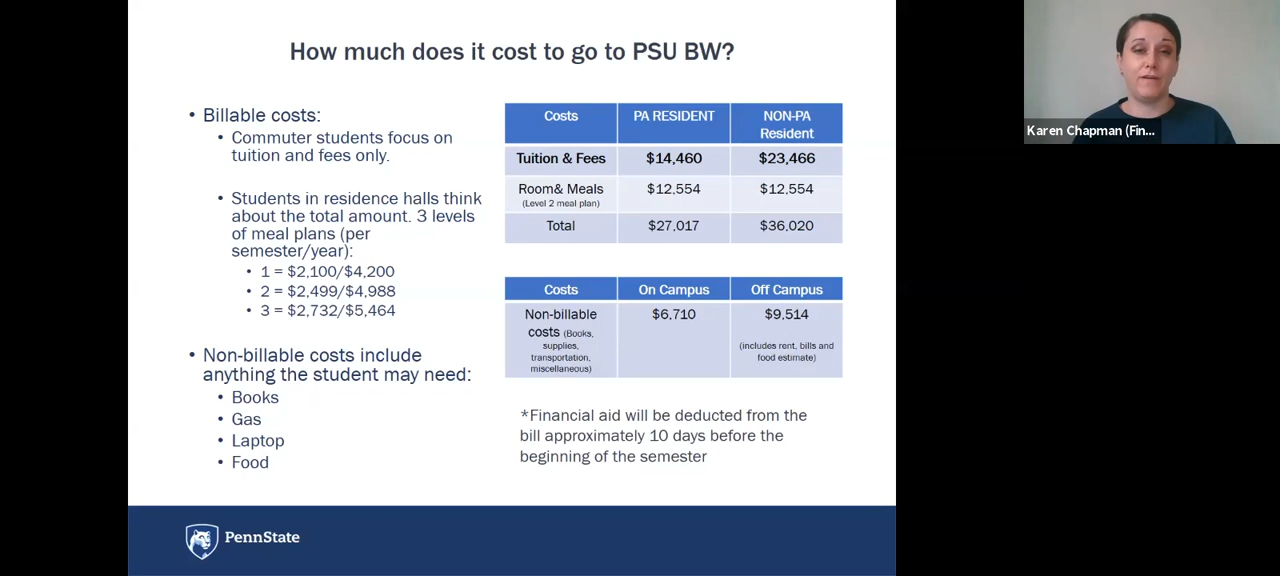 How much does it cost to go to PSU BW?
• Billable costs:
• Commuter students focus on
tuition and fees only.
• Students in residence halls think
about the total amount. 3 levels
of meal plans (per
semester/year):
• 1 = $2,100/$4,200
• 2 = $2,499/$4,988
• 3 = $2,732/$5,464
• Non-billable costs include
anything the student may need:
• Books
• Gas
• Laptop
• Food
Costs PA RESIDENT NON-PA
Resident
Tuition & Fees $14,460 $23,466
Room& Meals $12,554 $12,554
(Level 2 meal plan)
Total $27,017 $36,020
Costs On Campus Off Campus
Non-billable $6,710 $9,514
costs (Books,
supplies, (includes rent, bills and
transportation, food estimate)
miscellaneous)
*Financial aid will be deducted from the
bill approximately 10 days before the
beginning of the semester
PennState
Karen Chapman (Fin...